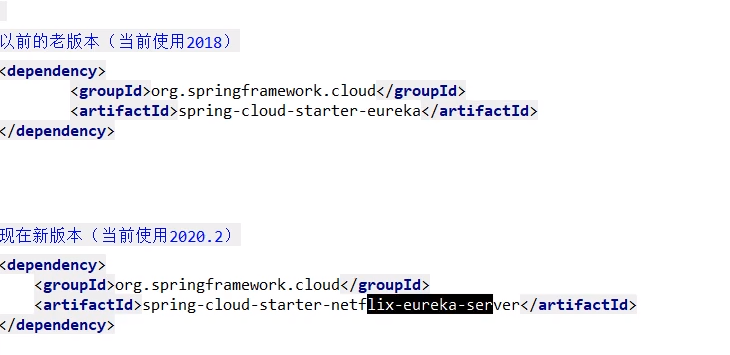 以前的老版本（当前使用2018）
<dependency>
<groupId>org.springframework.cloud</groupId>
<artifactId>spring-cloud-starter-eureka</artifactId>
</dependency>
现在新版本（当前使用2020.2）
<dependency>
<groupId>org.springframework.cloud</groupId>
<artifactId>spring-cloud-starter-netflix-eureka-server</artifactId>
</dependency>